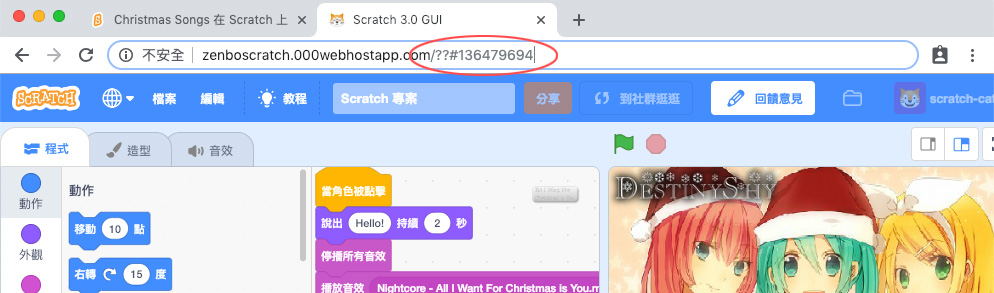 Christmas Songs 在 Scratch 上
Scratch 3.0 GUI
不安全 | zenboscratch.000webhostapp.com/??#136479694
SCRATCH 檔案 編輯 教程 Scratch 專案 分享 到社群逛逛 回饋意見 scratch-cat
程式 造型 音效
動作
動作
外觀
移動 10 點
右轉 15 度
當角色被點擊
說出 Hello! 持續 2 秒
停播所有音效
播放音效 Nightcore - All I Want For Christmas is You.m
DESTINYSHY